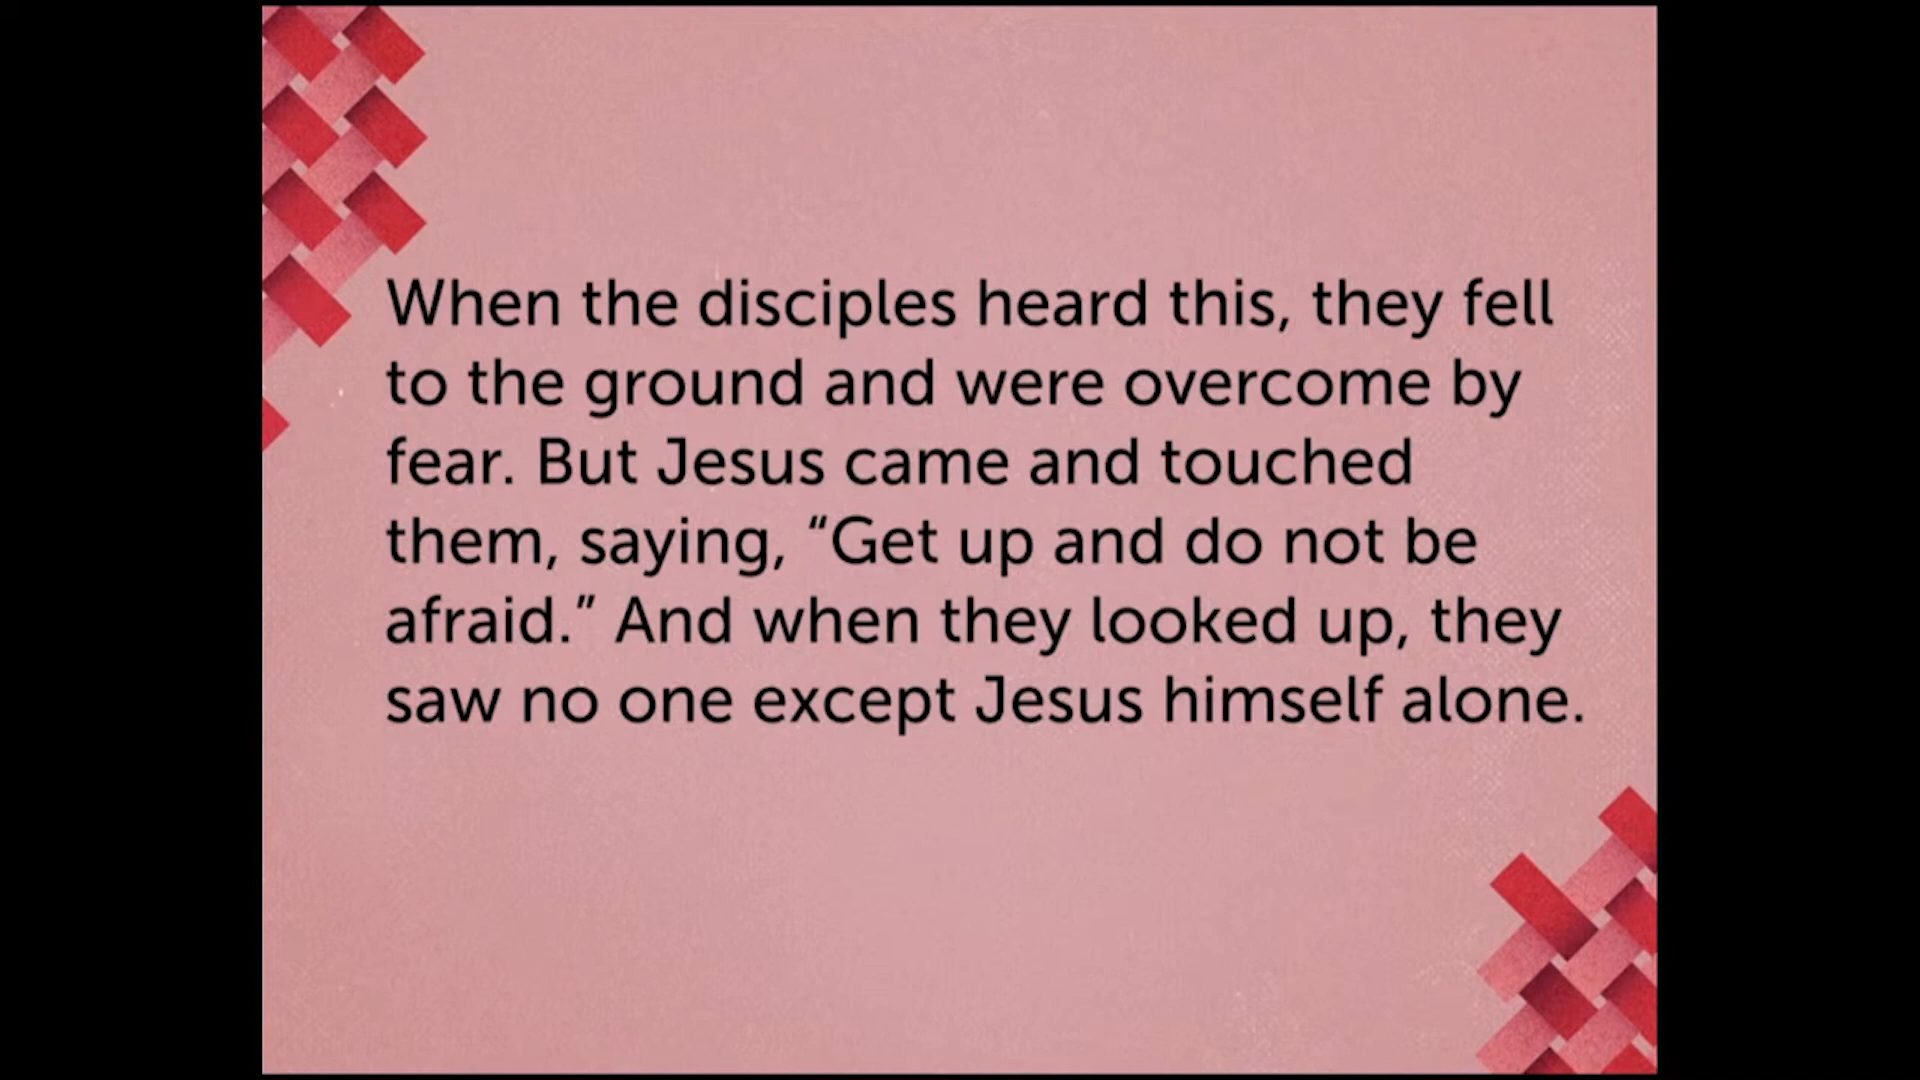 When the disciples heard this, they fell
to the ground and were overcome by
fear. But Jesus came and touched
them, saying, “Get up and do not be
afraid.” And when they looked up, they
saw no one except Jesus himself alone.